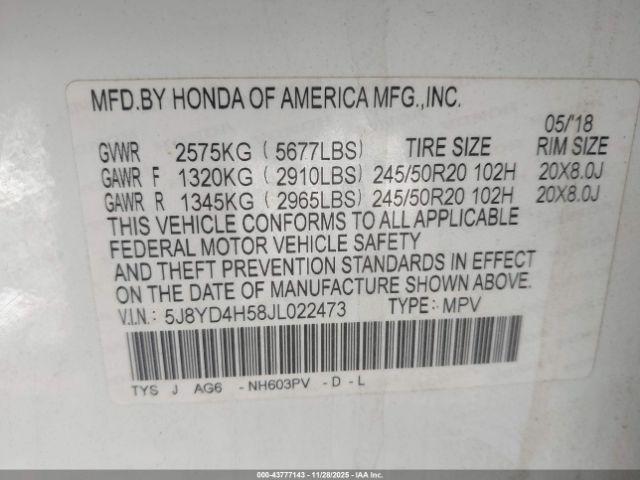 MFD.BY HONDA OF AMERICA MFG.,INC.
05/'18
GVWR 2575KG ( 5677LBS) TIRE SIZE RIM SIZE
GAWR F 1320KG ( 2910LBS) 245/50R20 102H 20X8.0J
GAWR R 1345KG ( 2965LBS) 245/50R20 102H 20X8.0J
THIS VEHICLE CONFORMS TO ALL APPLICABLE
FEDERAL MOTOR VEHICLE SAFETY
AND THEFT PREVENTION STANDARDS IN EFFECT
ON THE DATE OF MANUFACTURE SHOWN ABOVE.
V.I.N.: 5J8YD4H58JL022473 TYPE: MPV
TYS J AG6 -NH603PV -D-L
000-43777143 | 11/28/2025 | IAA Inc.